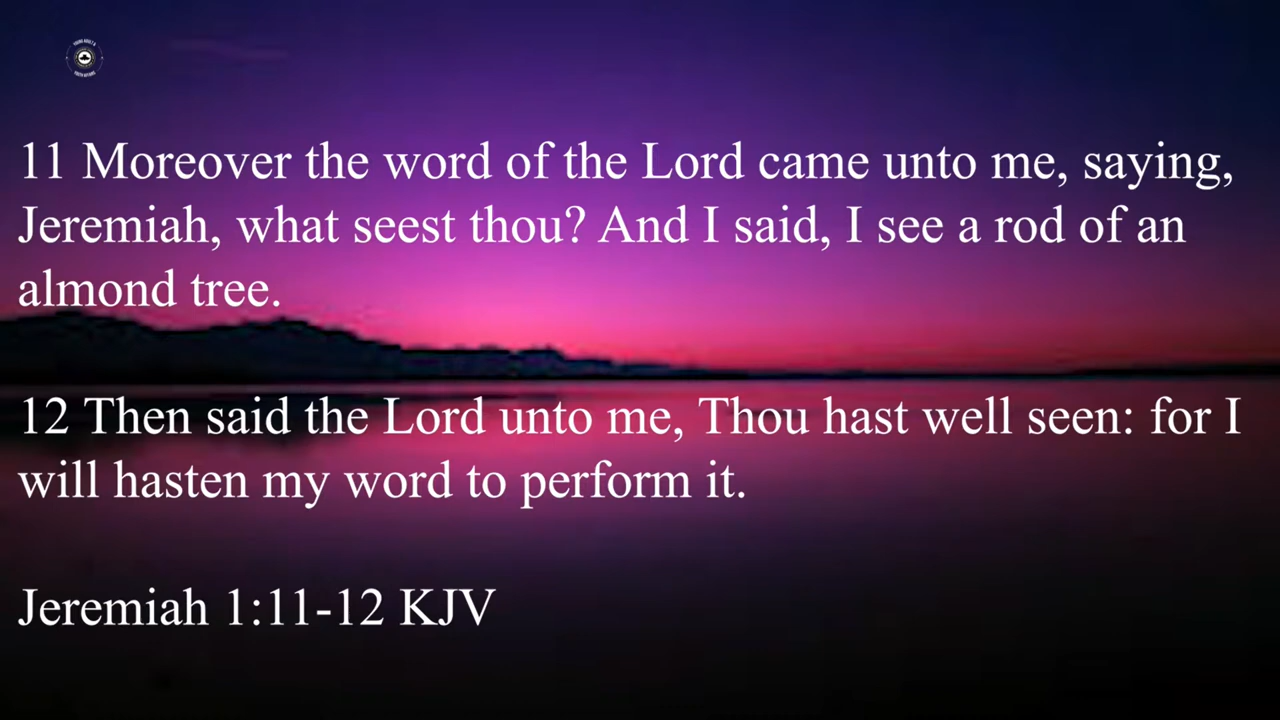 11 Moreover the word of the Lord came unto me, saying,
Jeremiah, what seest thou? And I said, I see a rod of an
almond tree.
12 Then said the Lord unto me, Thou hast well seen: for I
will hasten my word to perform it.
Jeremiah 1:11-12 KJV